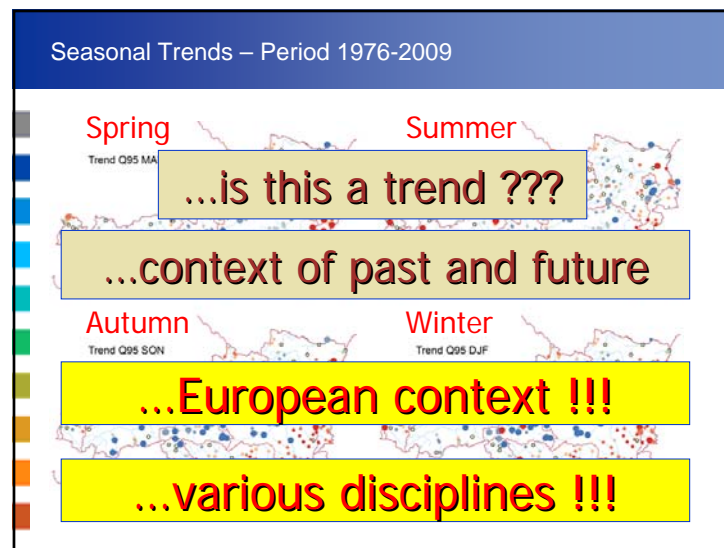 Seasonal Trends – Period 1976-2009
Spring
Summer
Trend Q95 MA
...is this a trend ???
...context of past and future
Autumn
Winter
Trend Q95 SON
Trend Q95 DJF
...European context !!!
...various disciplines !!!